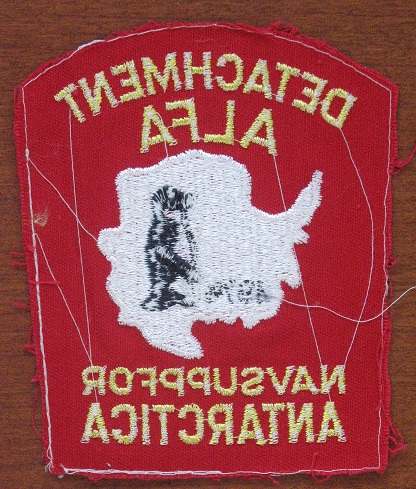 DETACHMENT
ALFA
NAVSUPPFOR
ANTARCTICA